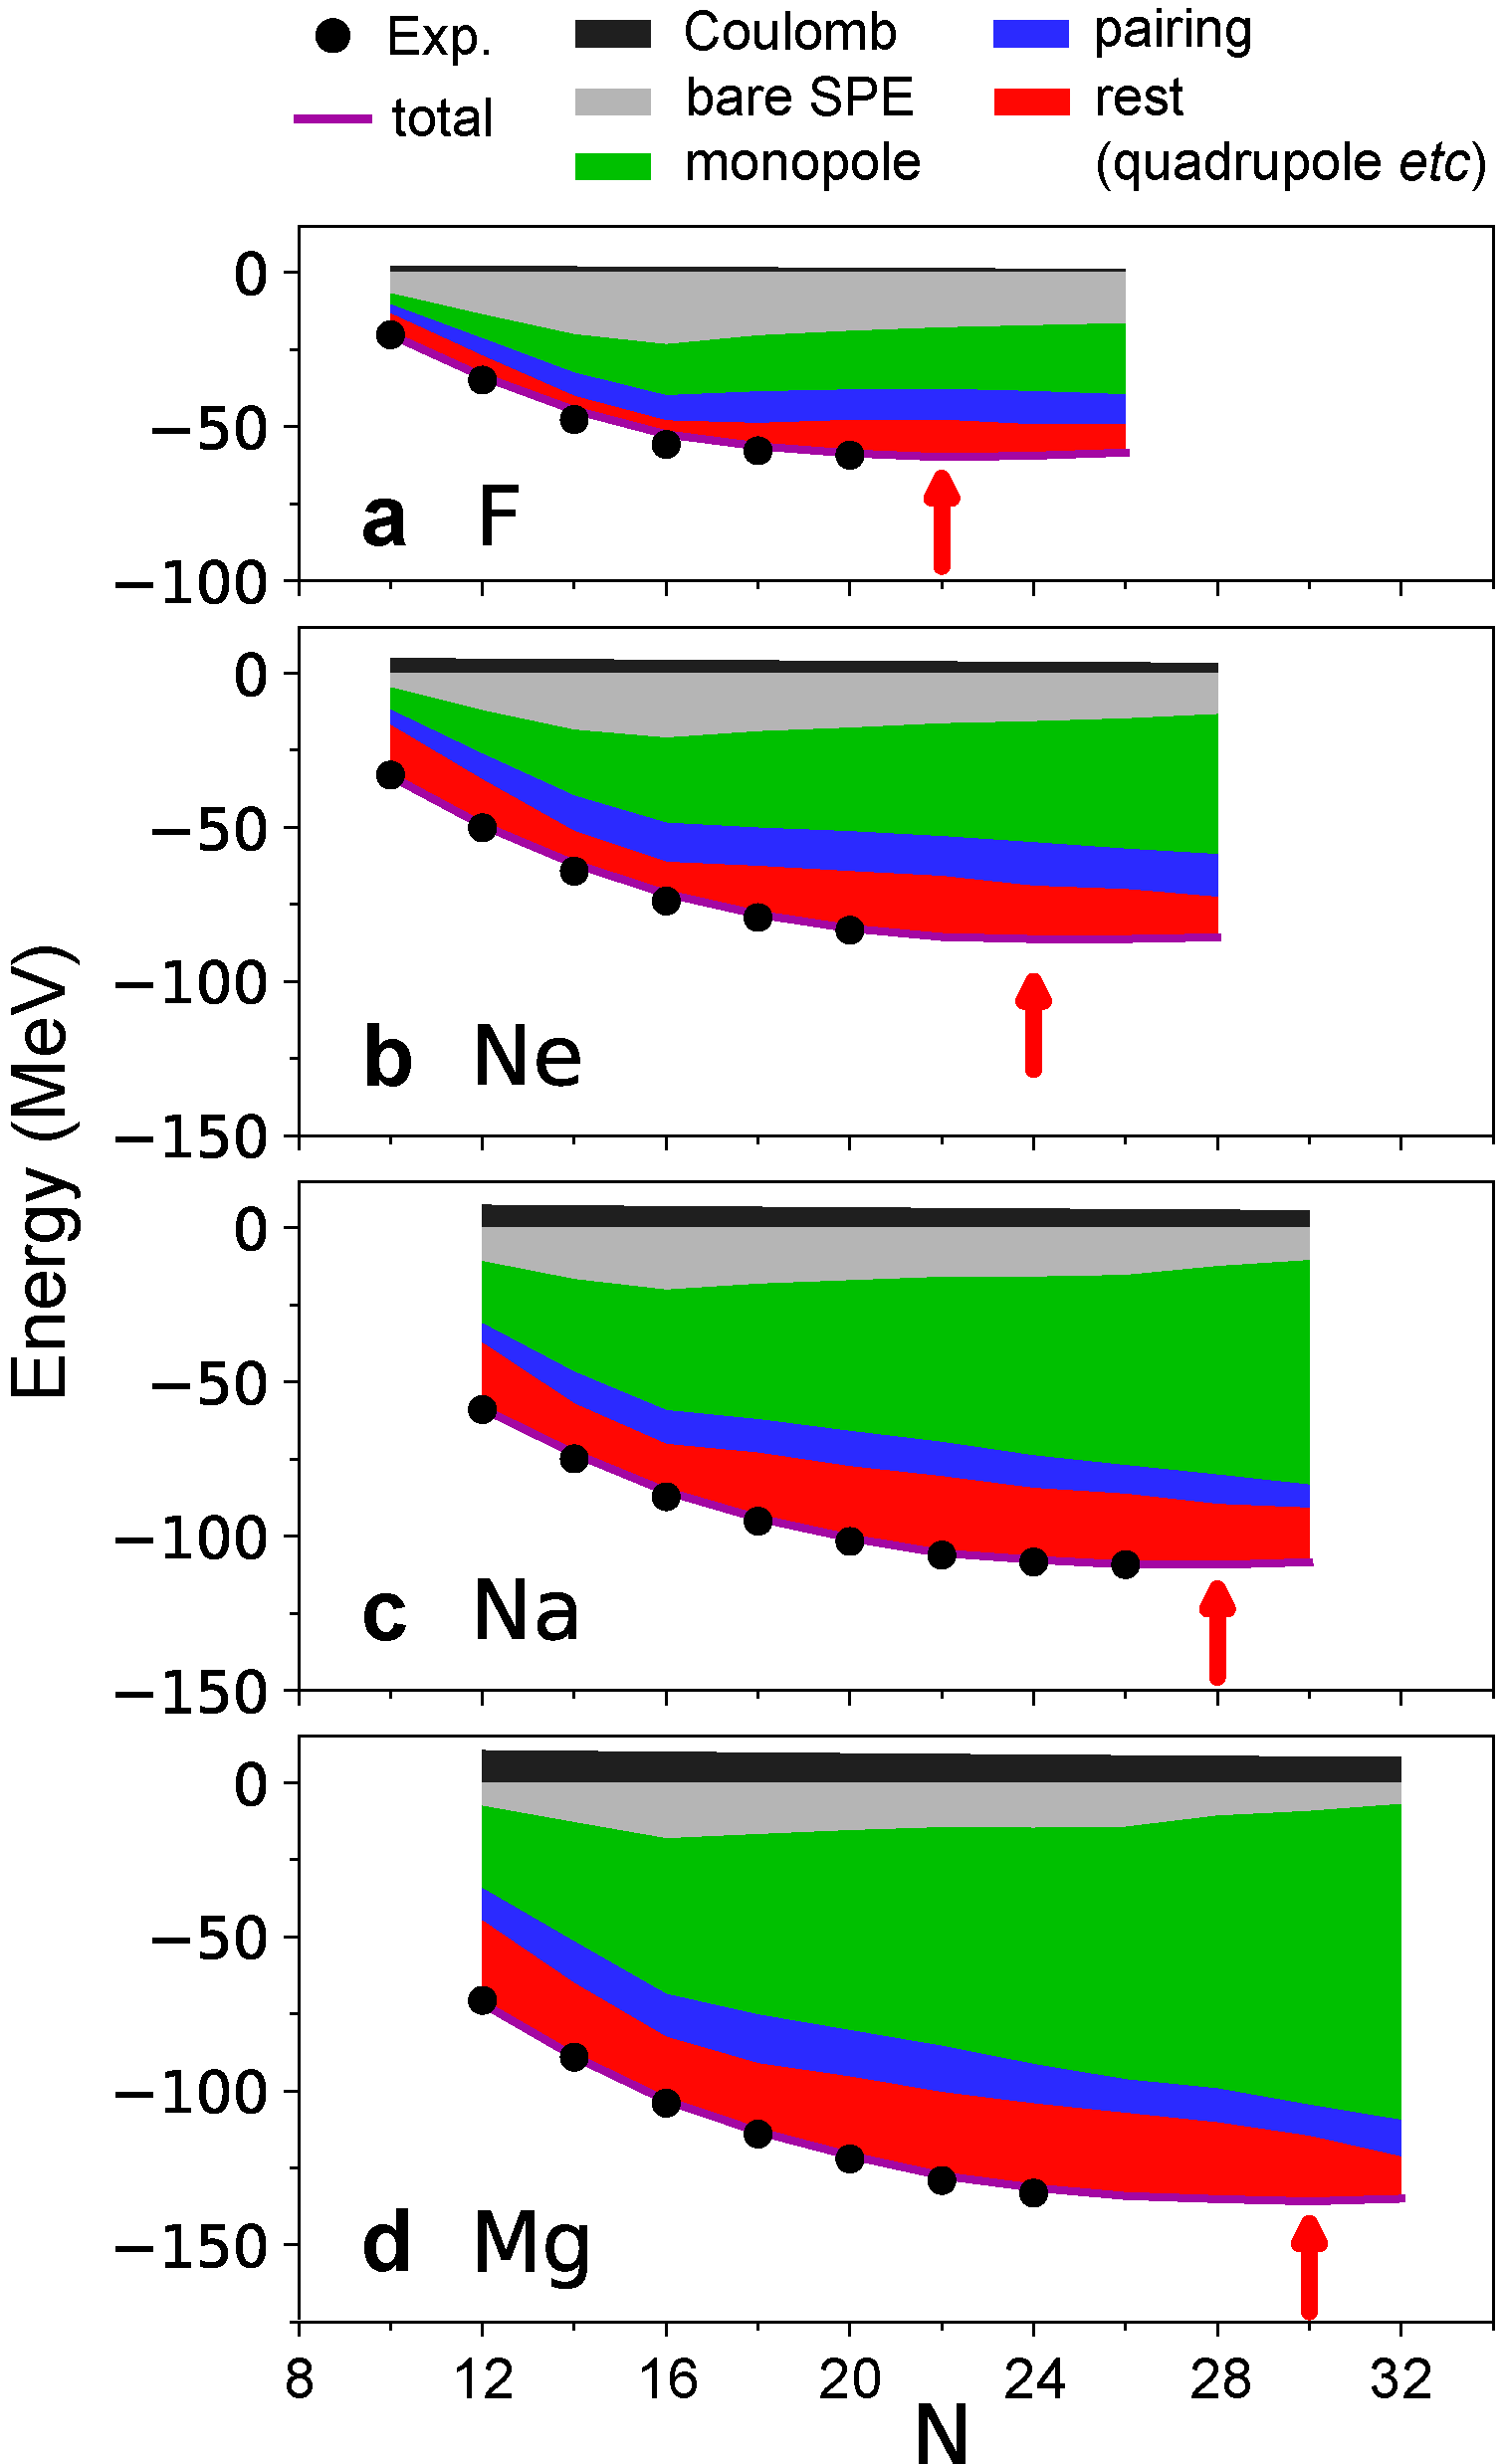 Exp. Coulomb pairing
total bare SPE rest
monopole (quadrupole etc)
0
−50
−100
a F
0
−50
−100
−150
b Ne
Energy (MeV)
0
−50
−100
−150
c Na
0
−50
−100
−150
d Mg
8 12 16 20 24 28 32
N